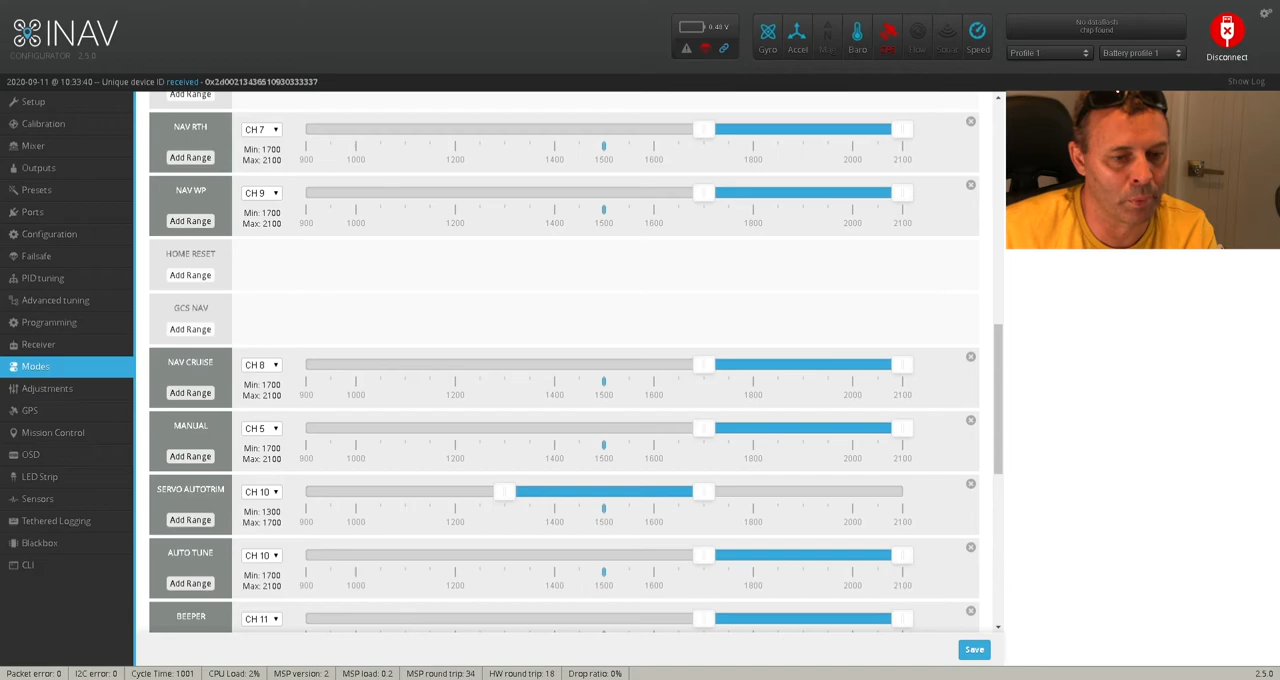 INAV
CONFIGURATOR 2.5.0
0.48 V
Gyro
Accel
Mag
Baro
GPS
Flow
Sonar
Speed
No dataflash
chip found
Profile 1
Battery profile 1
Disconnect
2020-09-11 @ 10:33:40 -- Unique device ID received - 0x2d00213436510930333337
Show Log
Setup
Calibration
Mixer
Outputs
Presets
Ports
Configuration
Failsafe
PID tuning
Advanced tuning
Programming
Receiver
Modes
Adjustments
GPS
Mission Control
OSD
LED Strip
Sensors
Tethered Logging
Blackbox
CLI
Add Range
NAV RTH
Add Range
CH 7
Min: 1700
Max: 2100
900 1000 1200 1400 1500 1600 1800 2000 2100
NAV WP
Add Range
CH 9
Min: 1700
Max: 2100
900 1000 1200 1400 1500 1600 1800 2000 2100
HOME RESET
Add Range
GCS NAV
Add Range
NAV CRUISE
Add Range
CH 8
Min: 1700
Max: 2100
900 1000 1200 1400 1500 1600 1800 2000 2100
MANUAL
Add Range
CH 5
Min: 1700
Max: 2100
900 1000 1200 1400 1500 1600 1800 2000 2100
SERVO AUTOTRIM
Add Range
CH 10
Min: 1300
Max: 1700
900 1000 1200 1400 1500 1600 1800 2000 2100
AUTO TUNE
Add Range
CH 10
Min: 1700
Max: 2100
900 1000 1200 1400 1500 1600 1800 2000 2100
BEEPER
CH 11
Save
Packet error: 0 I2C error: 0 Cycle Time: 1001 CPU Load: 2% MSP version: 2 MSP load: 0.2 MSP round trip: 34 HW round trip: 18 Drop ratio: 0% 2.5.0